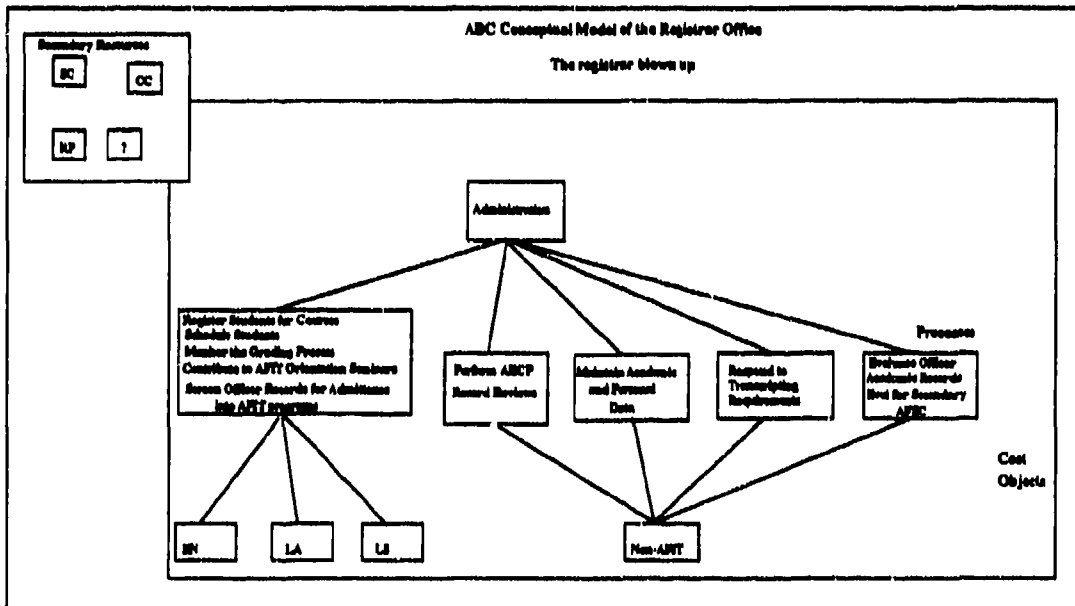 ABC Conceptual Model of the Registrar Office
The registrar blown up
Secondary Resources
SC
CC
RP
?
Administration
Register Students for Courses
Schedule Students
Monitor the Grading Process
Contribute to AFIT Orientation Seminars
Screen Officer Records for Admittance
into AFIT programs
Processes
Perform AECP
Record Reviews
Maintain Academic
and Personal
Data
Respond to
Transcripting
Requirements
Evaluate Officer
Academic Records
for Secondary
Cost
Objects
EN
LA
LS
Non-AFIT